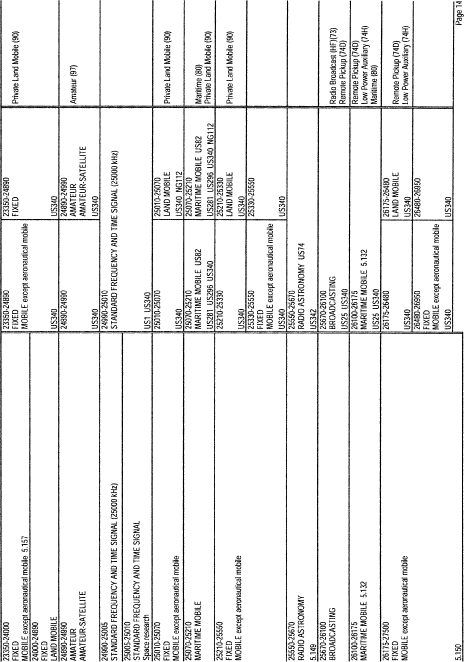 23350-24000
FIXED
MOBILE except aeronautical mobile 5.157
24000-24890
FIXED
LAND MOBILE
24890-24990
AMATEUR
AMATEUR-SATELLITE
24990-25005
STANDARD FREQUENCY AND TIME SIGNAL (25000 kHz)
25005-25010
STANDARD FREQUENCY AND TIME SIGNAL
Space research
25010-25070
FIXED
MOBILE except aeronautical mobile
25070-25210
MARITIME MOBILE
25210-25550
FIXED
MOBILE except aeronautical mobile
25550-25670
RADIO ASTRONOMY
5.149
25670-26100
BROADCASTING
26100-26175
MARITIME MOBILE 5.132
26175-27500
FIXED
MOBILE except aeronautical mobile
5.150
23350-24890
FIXED
MOBILE except aeronautical mobile
US340
24890-24990
US340
24990-25010
STANDARD FREQUENCY AND TIME SIGNAL (25000 kHz)
US1 US340
25010-25070
US340
25070-25210
MARITIME MOBILE US82
US281 US296 US340
25210-25330
US340
25330-25550
FIXED
MOBILE except aeronautical mobile
US340
25550-25670
RADIO ASTRONOMY US74
US342
25670-26100
BROADCASTING
US25 US340
26100-26175
MARITIME MOBILE 5.112
US25 US340
26175-26480
US340
26480-26950
FIXED
MOBILE except aeronautical mobile
US340
23350-24890
FIXED
US340
24890-24990
AMATEUR
AMATEUR-SATELLITE
US340
25010-25070
LAND MOBILE
US340 NG112
25070-25210
MARITIME MOBILE US82
US281 US296 US340 NG112
25210-25330
LAND MOBILE
US340
25330-25550
US340
26175-26480
LAND MOBILE
US340
26480-26950
US340
Private Land Mobile (90)
Amateur (97)
Private Land Mobile (90)
Maritime (80)
Private Land Mobile (90)
Private Land Mobile (90)
Radio Broadcast (HF)(73)
Remote Pickup (74D)
Remote Pickup (74D)
Low Power Auxiliary (74H)
Maritime (80)
Remote Pickup (74D)
Low Power Auxiliary (74H)
Page 14